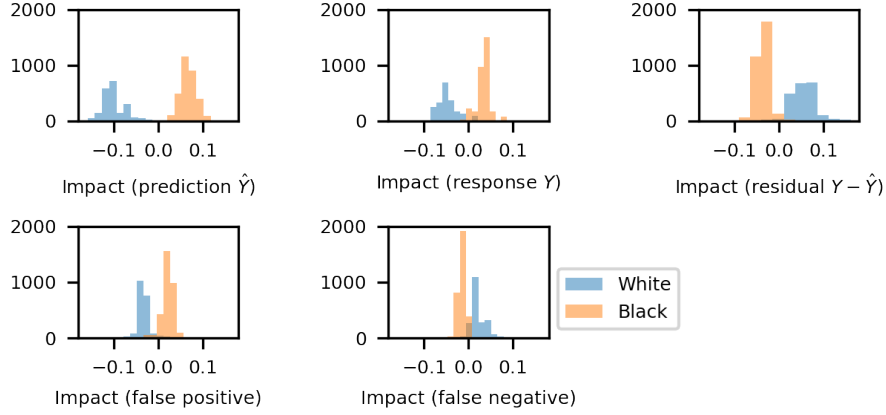 2000
1000
0
−0.1 0.0 0.1
Impact (prediction Ŷ)
2000
1000
0
−0.1 0.0 0.1
Impact (response Y)
2000
1000
0
−0.1 0.0 0.1
Impact (residual Y − Ŷ)
2000
1000
0
−0.1 0.0 0.1
Impact (false positive)
2000
1000
0
−0.1 0.0 0.1
Impact (false negative)
White
Black